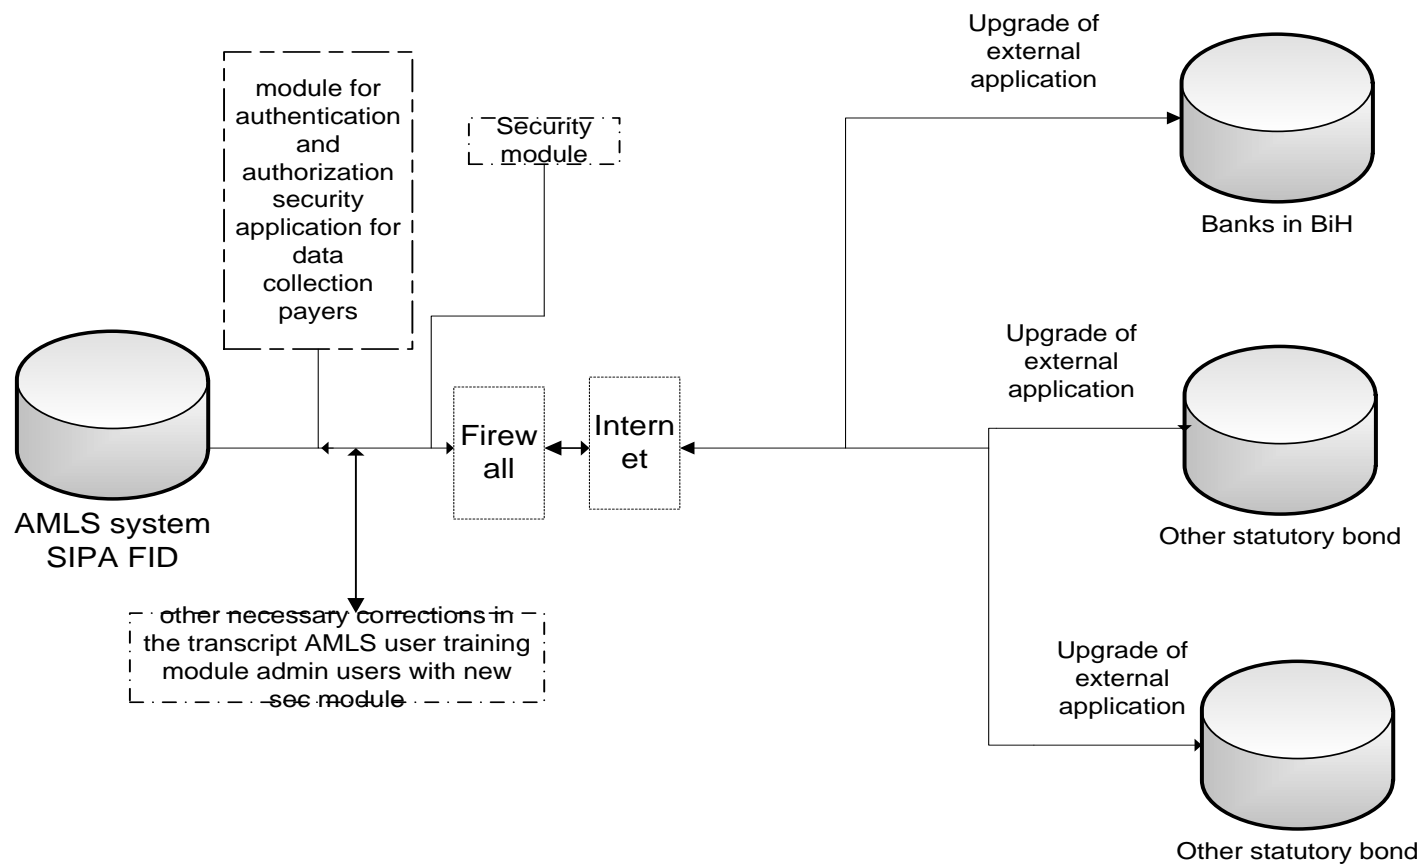 Upgrade of
external
application
Banks in BiH
module for
authentication
and
authorization
security
application for
data
collection
payers
Security
module
Upgrade of
external
application
Other statutory bond
AMLS system
SIPA FID
Firew
all
Intern
et
other necessary corrections in
the transcript AMLS user training
module admin users with new
sec module
Upgrade of
external
application
Other statutory bond